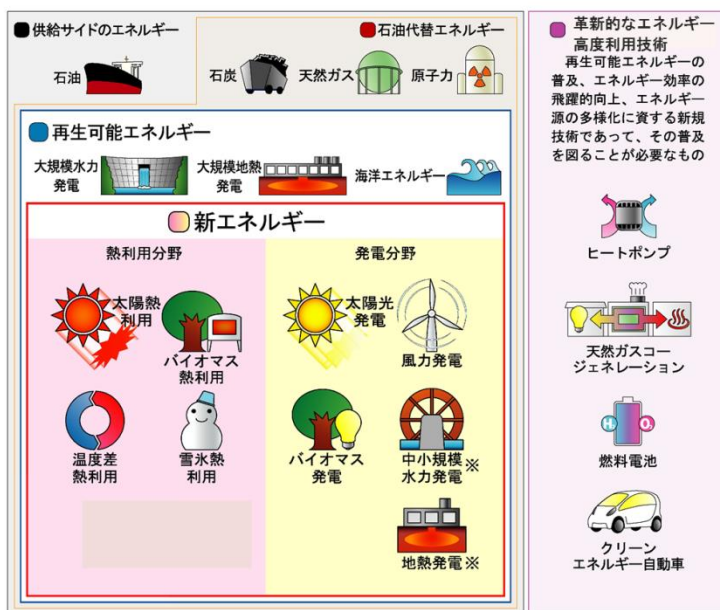 供給サイドのエネルギー
石油
石油代替エネルギー
石炭
天然ガス
原子力
再生可能エネルギー
大規模水力
発電
大規模地熱
発電
海洋エネルギー
新エネルギー
熱利用分野
太陽熱
利用
バイオマス
熱利用
温度差
熱利用
雪氷熱
利用
発電分野
太陽光
発電
風力発電
バイオマス
発電
中小規模
水力発電※
地熱発電※
革新的なエネルギー
高度利用技術
再生可能エネルギーの
普及、エネルギー効率の
飛躍的向上、エネルギー
源の多様化に資する新規
技術であって、その普及
を図ることが必要なもの
ヒートポンプ
天然ガスコー
ジェネレーション
H₂
O₂
燃料電池
クリーン
エネルギー自動車